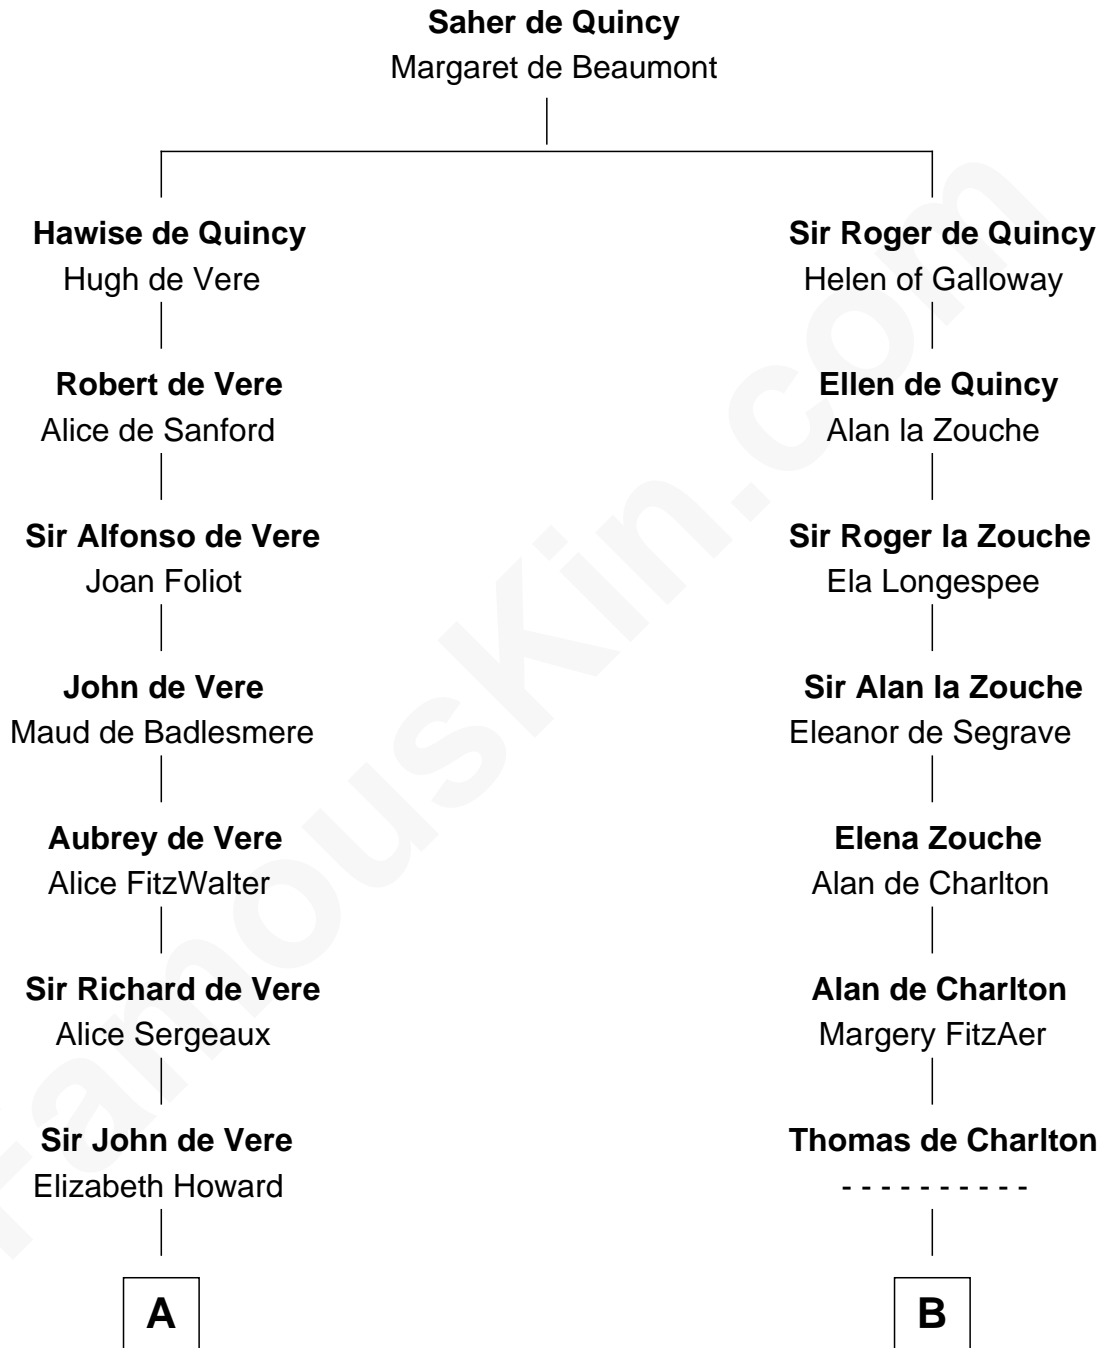 Saher de Quincy
Margaret de Beaumont
Hawise de Quincy
Hugh de Vere
Sir Roger de Quincy
Helen of Galloway
Robert de Vere
Alice de Sanford
Ellen de Quincy
Alan la Zouche
Sir Alfonso de Vere
Joan Foliot
Sir Roger la Zouche
Ela Longespee
John de Vere
Maud de Badlesmere
Sir Alan la Zouche
Eleanor de Segrave
Aubrey de Vere
Alice FitzWalter
Elena Zouche
Alan de Charlton
Sir Richard de Vere
Alice Sergeaux
Alan de Charlton
Margery FitzAer
Sir John de Vere
Elizabeth Howard
Thomas de Charlton
- - - - - - - - - -
A
B
FamousKin.com